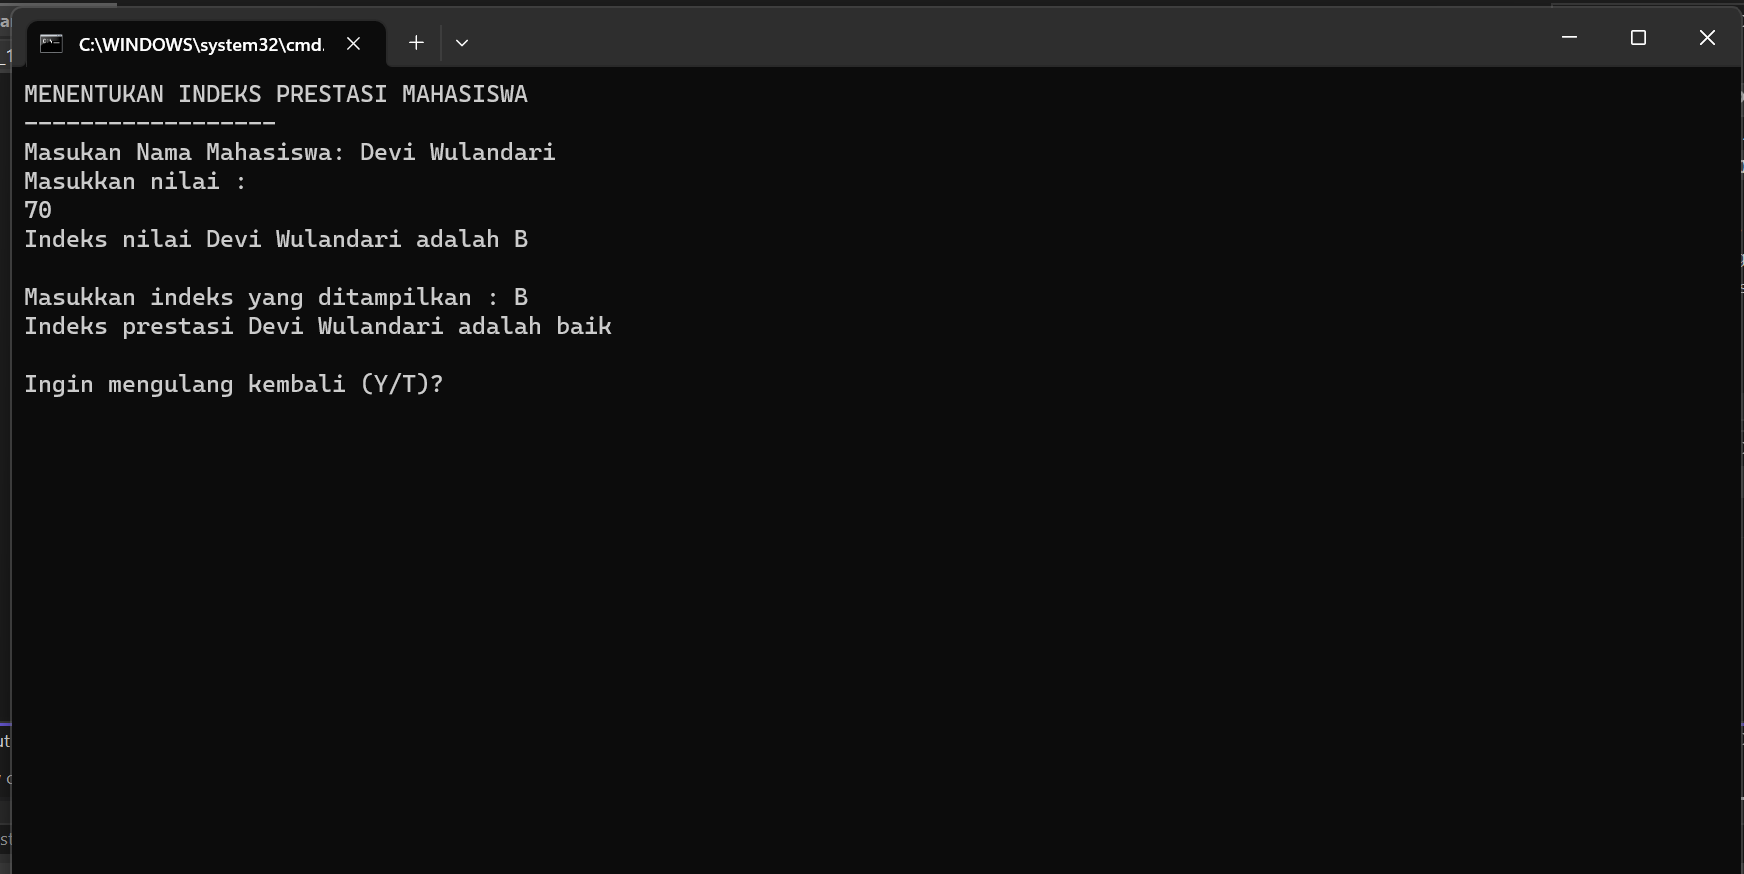 C:\WINDOWS\system32\cmd.
MENENTUKAN INDEKS PRESTASI MAHASISWA
------------------
Masukan Nama Mahasiswa: Devi Wulandari
Masukkan nilai :
70
Indeks nilai Devi Wulandari adalah B
Masukkan indeks yang ditampilkan : B
Indeks prestasi Devi Wulandari adalah baik
Ingin mengulang kembali (Y/T)?